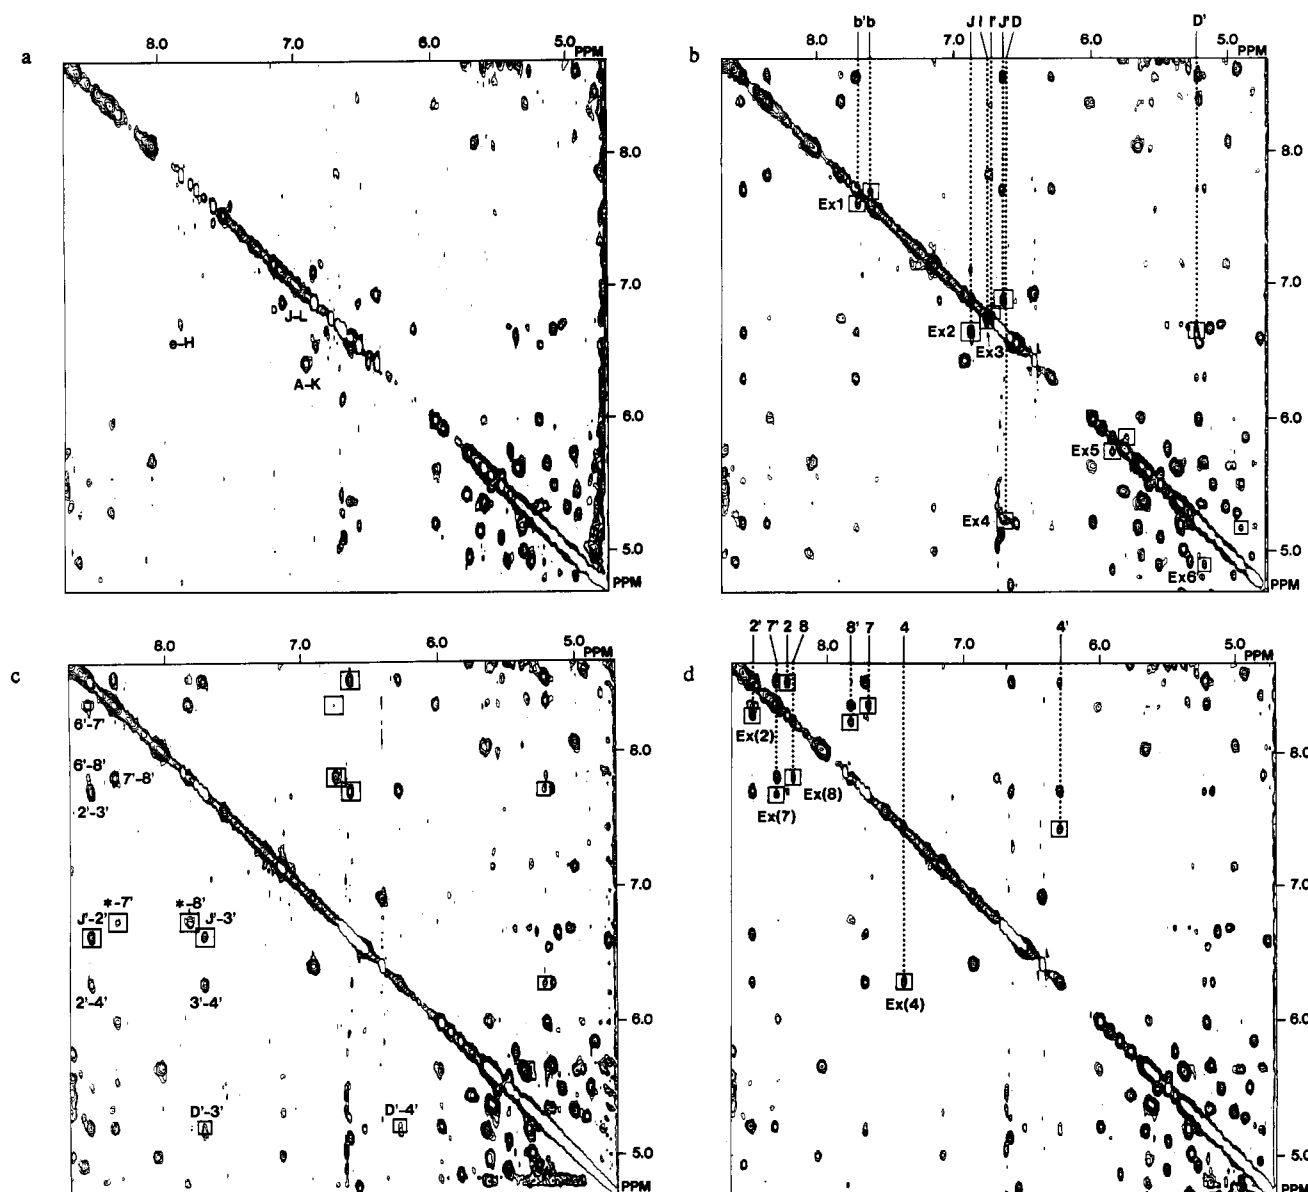 a
8.0 7.0 6.0 5.0
PPM
8.0
7.0
6.0
5.0
PPM
J-L
e-H
A-K
b
b' b J I I' J' D D'
8.0 7.0 6.0 5.0
PPM
8.0
7.0
6.0
5.0
PPM
Ex1
Ex2
Ex3
Ex5
Ex4
Ex6
c
8.0 7.0 6.0 5.0
PPM
8.0
7.0
6.0
5.0
PPM
6'-7'
6'-8' 7'-8'
2'-3'
*-7' *-8'
J'-2' J'-3'
2'-4' 3'-4'
D'-3' D'-4'
d
2' 7' 2 8 8' 7 4 4'
8.0 7.0 6.0 5.0
PPM
8.0
7.0
6.0
5.0
PPM
Ex(2)
Ex(8)
Ex(7)
Ex(4)